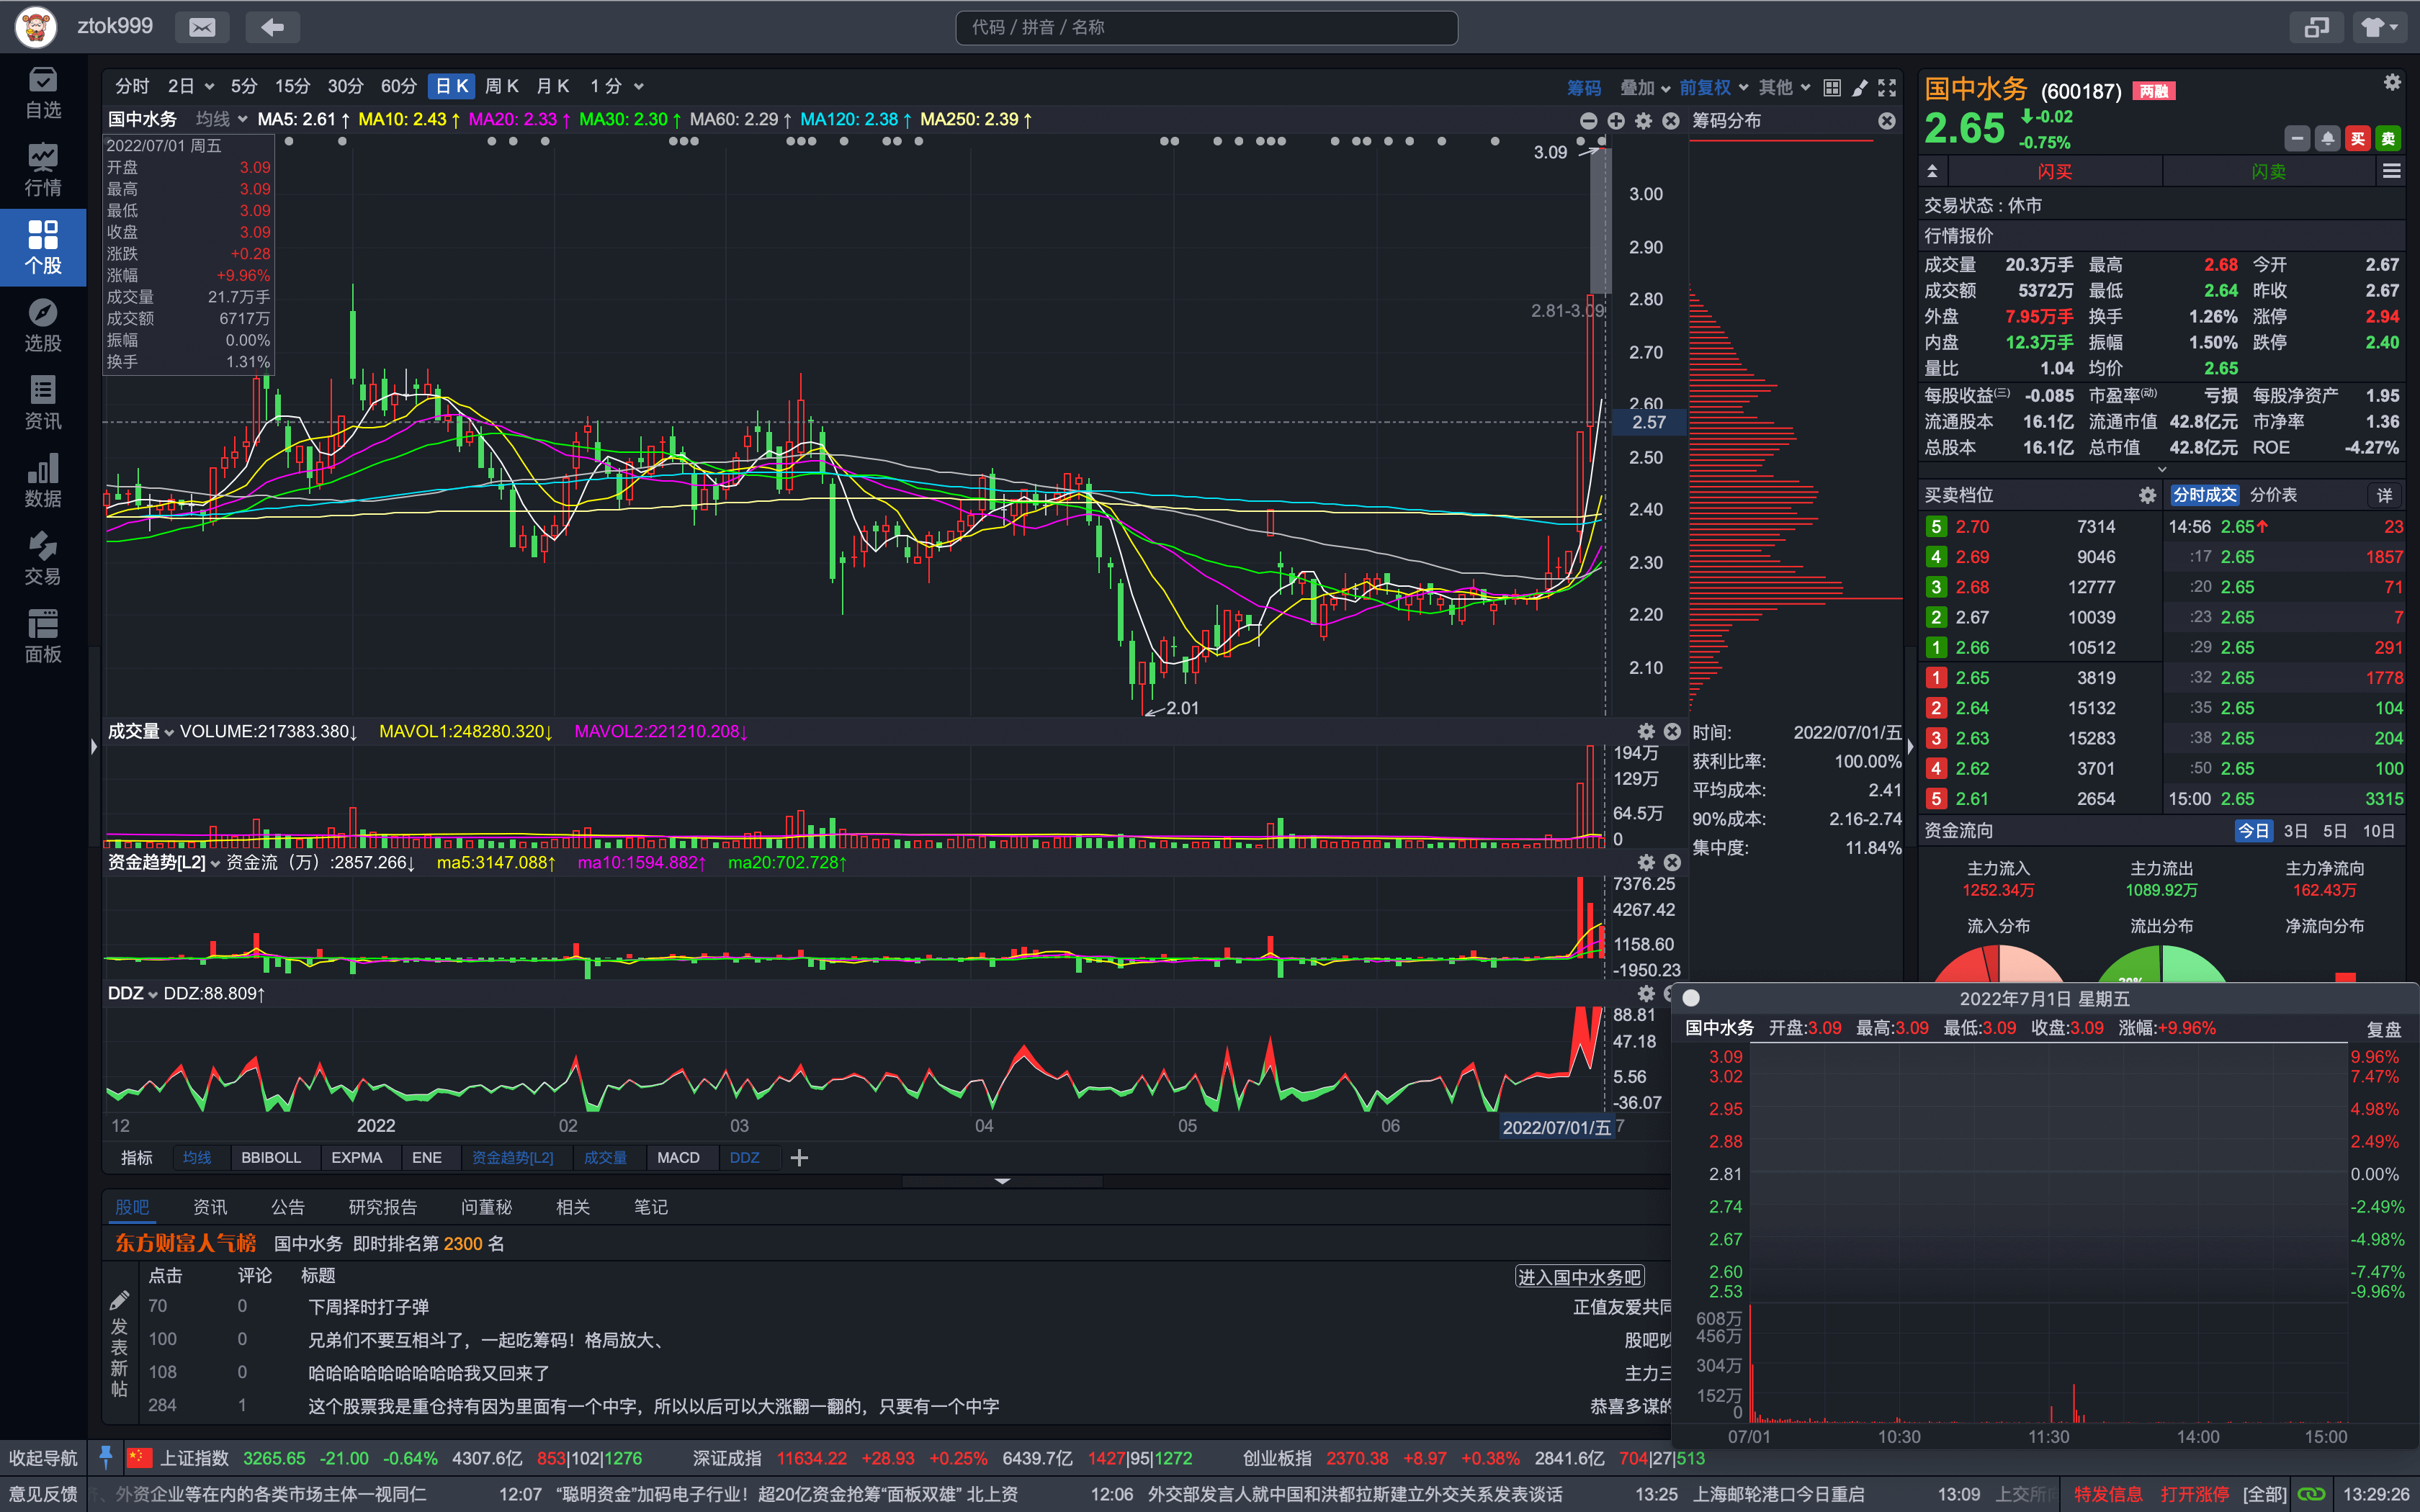 ztok999
代码 / 拼音 / 名称
自选
行情
个股
选股
资讯
数据
交易
面板
分时 2日 5分 15分 30分 60分 日K 周K 月K 1分
筹码 叠加 前复权 其他
国中水务 均线 MA5: 2.61↑ MA10: 2.43↑ MA20: 2.33↑ MA30: 2.30↑ MA60: 2.29↑ MA120: 2.38↑ MA250: 2.39↑
2022/07/01 周五
开盘 3.09
最高 3.09
最低 3.09
收盘 3.09
涨跌 +0.28
涨幅 +9.96%
成交量 21.7万手
成交额 6717万
振幅 0.00%
换手 1.31%
3.09
2.81-3.09
2.01
3.00
2.90
2.80
2.70
2.60
2.57
2.50
2.40
2.30
2.20
2.10
筹码分布
时间: 2022/07/01/五
获利比率: 100.00%
平均成本: 2.41
90%成本: 2.16-2.74
集中度: 11.84%
成交量 VOLUME:217383.380↓ MAVOL1:248280.320↓ MAVOL2:221210.208↓
194万
129万
64.5万
0
资金趋势[L2] 资金流（万）:2857.266↓ ma5:3147.088↑ ma10:1594.882↑ ma20:702.728↑
7376.25
4267.42
1158.60
-1950.23
DDZ DDZ:88.809↑
88.81
47.18
5.56
-36.07
12 2022 02 03 04 05 06 2022/07/01/五 7
指标 均线 BBIBOLL EXPMA ENE 资金趋势[L2] 成交量 MACD DDZ
股吧 资讯 公告 研究报告 问董秘 相关 笔记
东方财富人气榜 国中水务 即时排名第 2300 名
点击 评论 标题
进入国中水务吧
发表新帖
70 0 下周择时打子弹 正值友爱共同
100 0 兄弟们不要互相斗了，一起吃筹码！格局放大、 股吧吵
108 0 哈哈哈哈哈哈哈哈哈我又回来了 主力三
284 1 这个股票我是重仓持有因为里面有一个中字，所以以后可以大涨翻一翻的，只要有一个中字 恭喜多谋的
国中水务 (600187) 两融
2.65 -0.02
-0.75%
买 卖
闪买 闪卖
交易状态：休市
行情报价
成交量 20.3万手 最高 2.68 今开 2.67
成交额 5372万 最低 2.64 昨收 2.67
外盘 7.95万手 换手 1.26% 涨停 2.94
内盘 12.3万手 振幅 1.50% 跌停 2.40
量比 1.04 均价 2.65
每股收益(三) -0.085 市盈率(动) 亏损 每股净资产 1.95
流通股本 16.1亿 流通市值 42.8亿元 市净率 1.36
总股本 16.1亿 总市值 42.8亿元 ROE -4.27%
买卖档位 分时成交 分价表 详
5 2.70 7314 14:56 2.65↑ 23
4 2.69 9046 :17 2.65 1857
3 2.68 12777 :20 2.65 71
2 2.67 10039 :23 2.65 7
1 2.66 10512 :29 2.65 291
1 2.65 3819 :32 2.65 1778
2 2.64 15132 :35 2.65 104
3 2.63 15283 :38 2.65 204
4 2.62 3701 :50 2.65 100
5 2.61 2654 15:00 2.65 3315
资金流向 今日 3日 5日 10日
主力流入 主力流出 主力净流向
1252.34万 1089.92万 162.43万
流入分布 流出分布 净流向分布
2022年7月1日 星期五
国中水务 开盘:3.09 最高:3.09 最低:3.09 收盘:3.09 涨幅:+9.96% 复盘
3.09 9.96%
3.02 7.47%
2.95 4.98%
2.88 2.49%
2.81 0.00%
2.74 -2.49%
2.67 -4.98%
2.60 -7.47%
2.53 -9.96%
608万
456万
304万
152万
0
07/01 10:30 11:30 14:00 15:00
收起导航 上证指数 3265.65 -21.00 -0.64% 4307.6亿 853|102|1276 深证成指 11634.22 +28.93 +0.25% 6439.7亿 1427|95|1272 创业板指 2370.38 +8.97 +0.38% 2841.6亿 704|27|513
意见反馈 、外资企业等在内的各类市场主体一视同仁 12:07 “聪明资金”加码电子行业！超20亿资金抢筹“面板双雄” 北上资 12:06 外交部发言人就中国和洪都拉斯建立外交关系发表谈话 13:25 上海邮轮港口今日重启 13:09 上交所 特发信息 打开涨停 [全部] 13:29:26